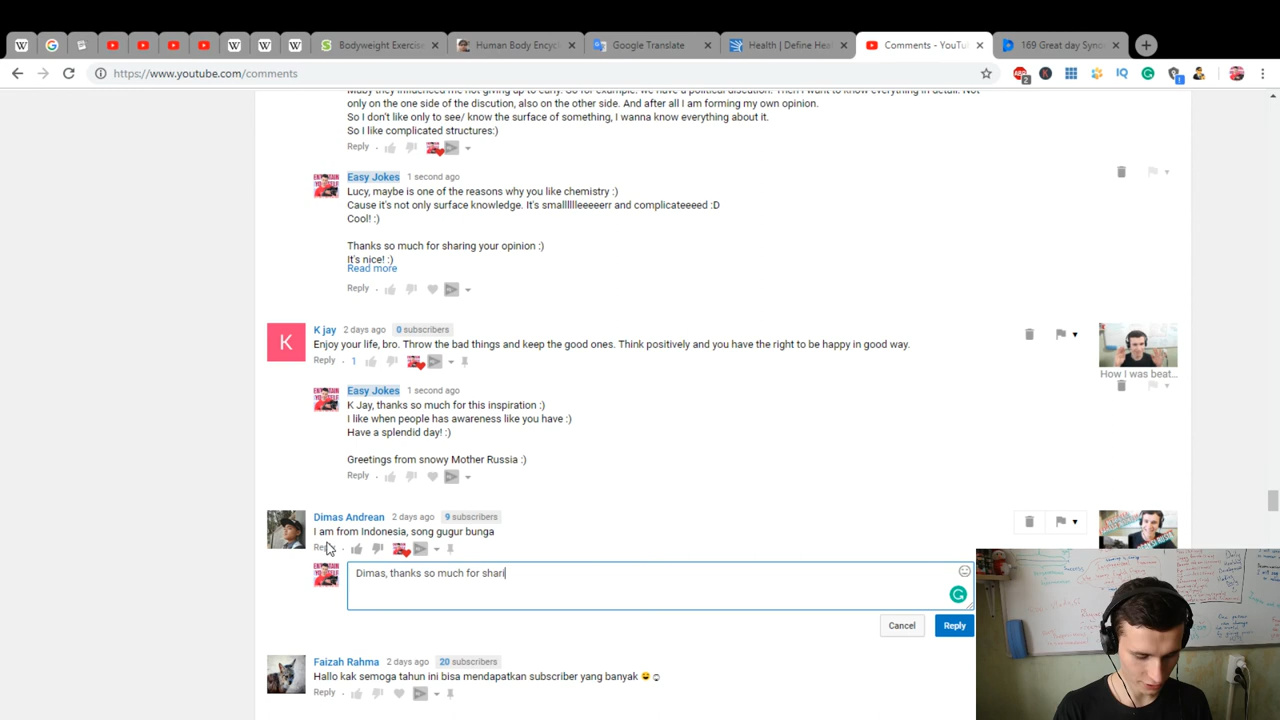 Bodyweight Exercise
Human Body Ency
Google Translate
Health | Define Hea
Comments - YouTu
169 Great day Syno
https://www.youtube.com/comments
only on the one side of the discution, also on the other side. And after all I am forming my own opinion.
So I don't like only to see/ know the surface of something, I wanna know everything about it.
So I like complicated structures:)
Reply
Easy Jokes 1 second ago
Lucy, maybe is one of the reasons why you like chemistry :)
Cause it's not only surface knowledge. It's smalllllleeeeerr and complicateeeed :D
Cool! :)
Thanks so much for sharing your opinion :)
It's nice! :)
Read more
Reply
K jay 2 days ago 0 subscribers
Enjoy your life, bro. Throw the bad things and keep the good ones. Think positively and you have the right to be happy in good way.
Reply 1
How I was beat...
Easy Jokes 1 second ago
K Jay, thanks so much for this inspiration :)
I like when people has awareness like you have :)
Have a splendid day! :)
Greetings from snowy Mother Russia :)
Reply
Dimas Andrean 2 days ago 9 subscribers
I am from Indonesia, song gugur bunga
Reply
Dimas, thanks so much for shari
Cancel Reply
Faizah Rahma 2 days ago 20 subscribers
Hallo kak semoga tahun ini bisa mendapatkan subscriber yang banyak
Reply